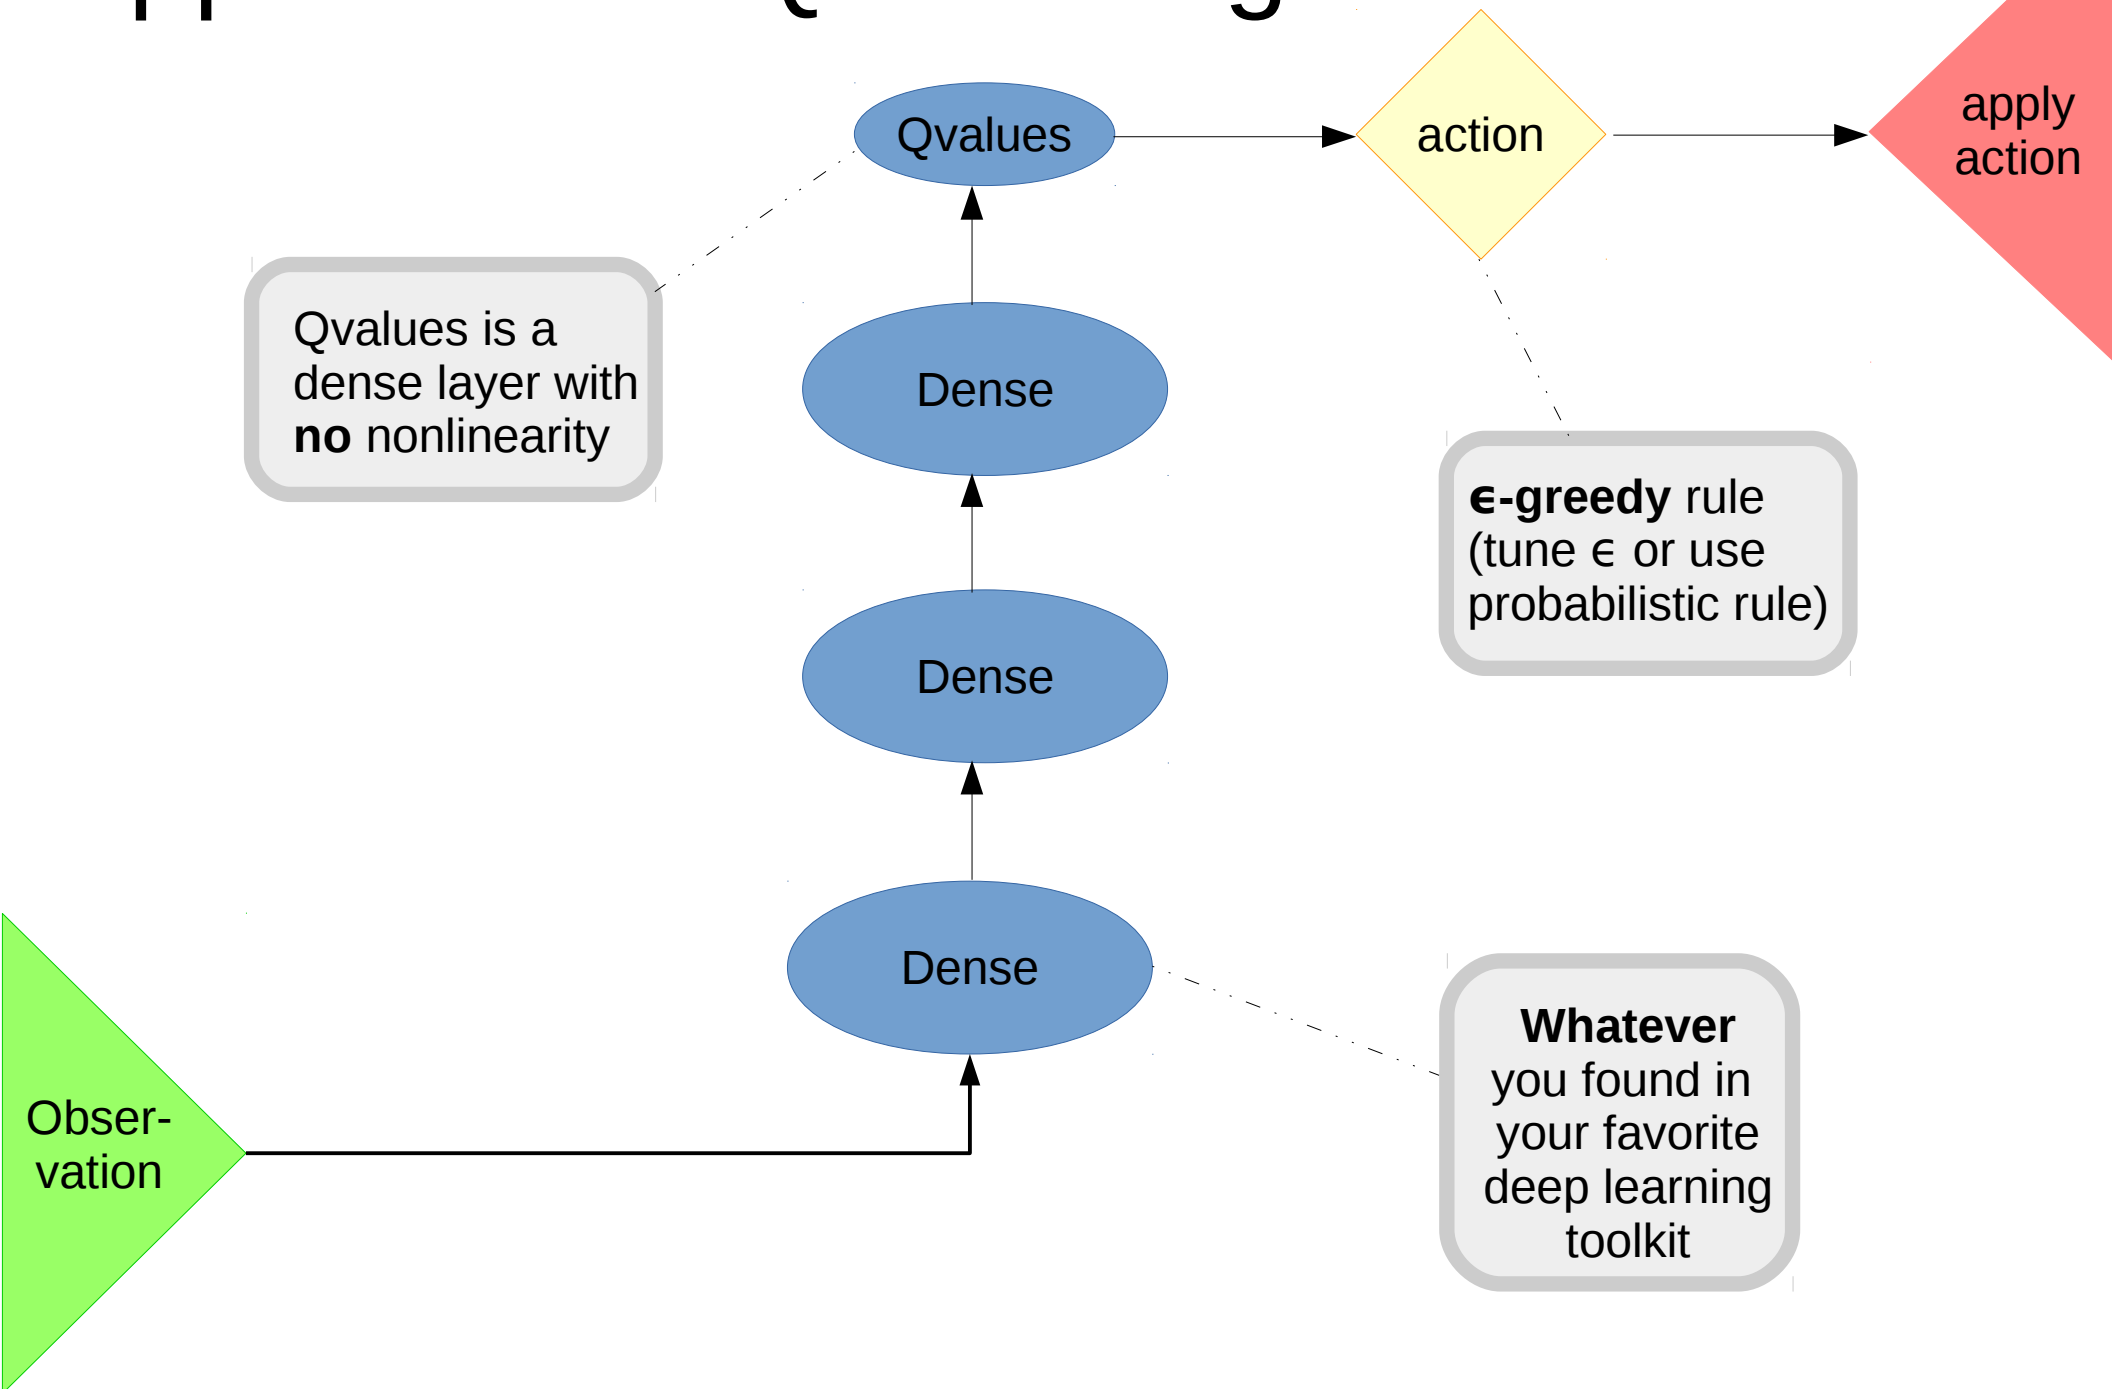 Qvalues
action
apply
action
Qvalues is a
dense layer with
no nonlinearity
Dense
ϵ-greedy rule
(tune ϵ or use
probabilistic rule)
Dense
Dense
Whatever
you found in
your favorite
deep learning
toolkit
Obser-
vation